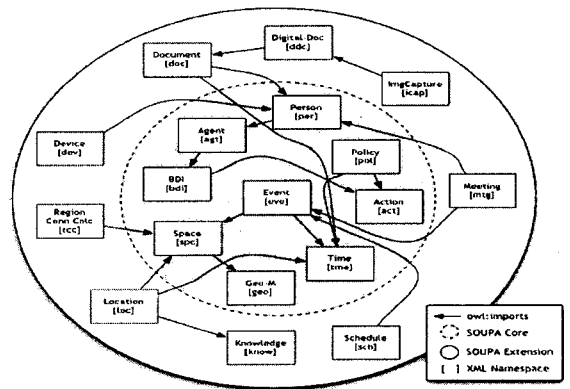 Digital-Doc
[ddc]
Document
[doc]
ImgCapture
[icap]
Person
[per]
Agent
[agt]
Device
[dev]
Policy
[pol]
BDI
[bdi]
Meeting
[mtg]
Event
[eve]
Action
[act]
Region
Conn Calc
[rcc]
Space
[spc]
Time
[tme]
Geo-M
[geo]
Location
[loc]
Knowledge
[know]
Schedule
[sch]
owl:imports
SOUPA Core
SOUPA Extension
[ ] XML Namespace